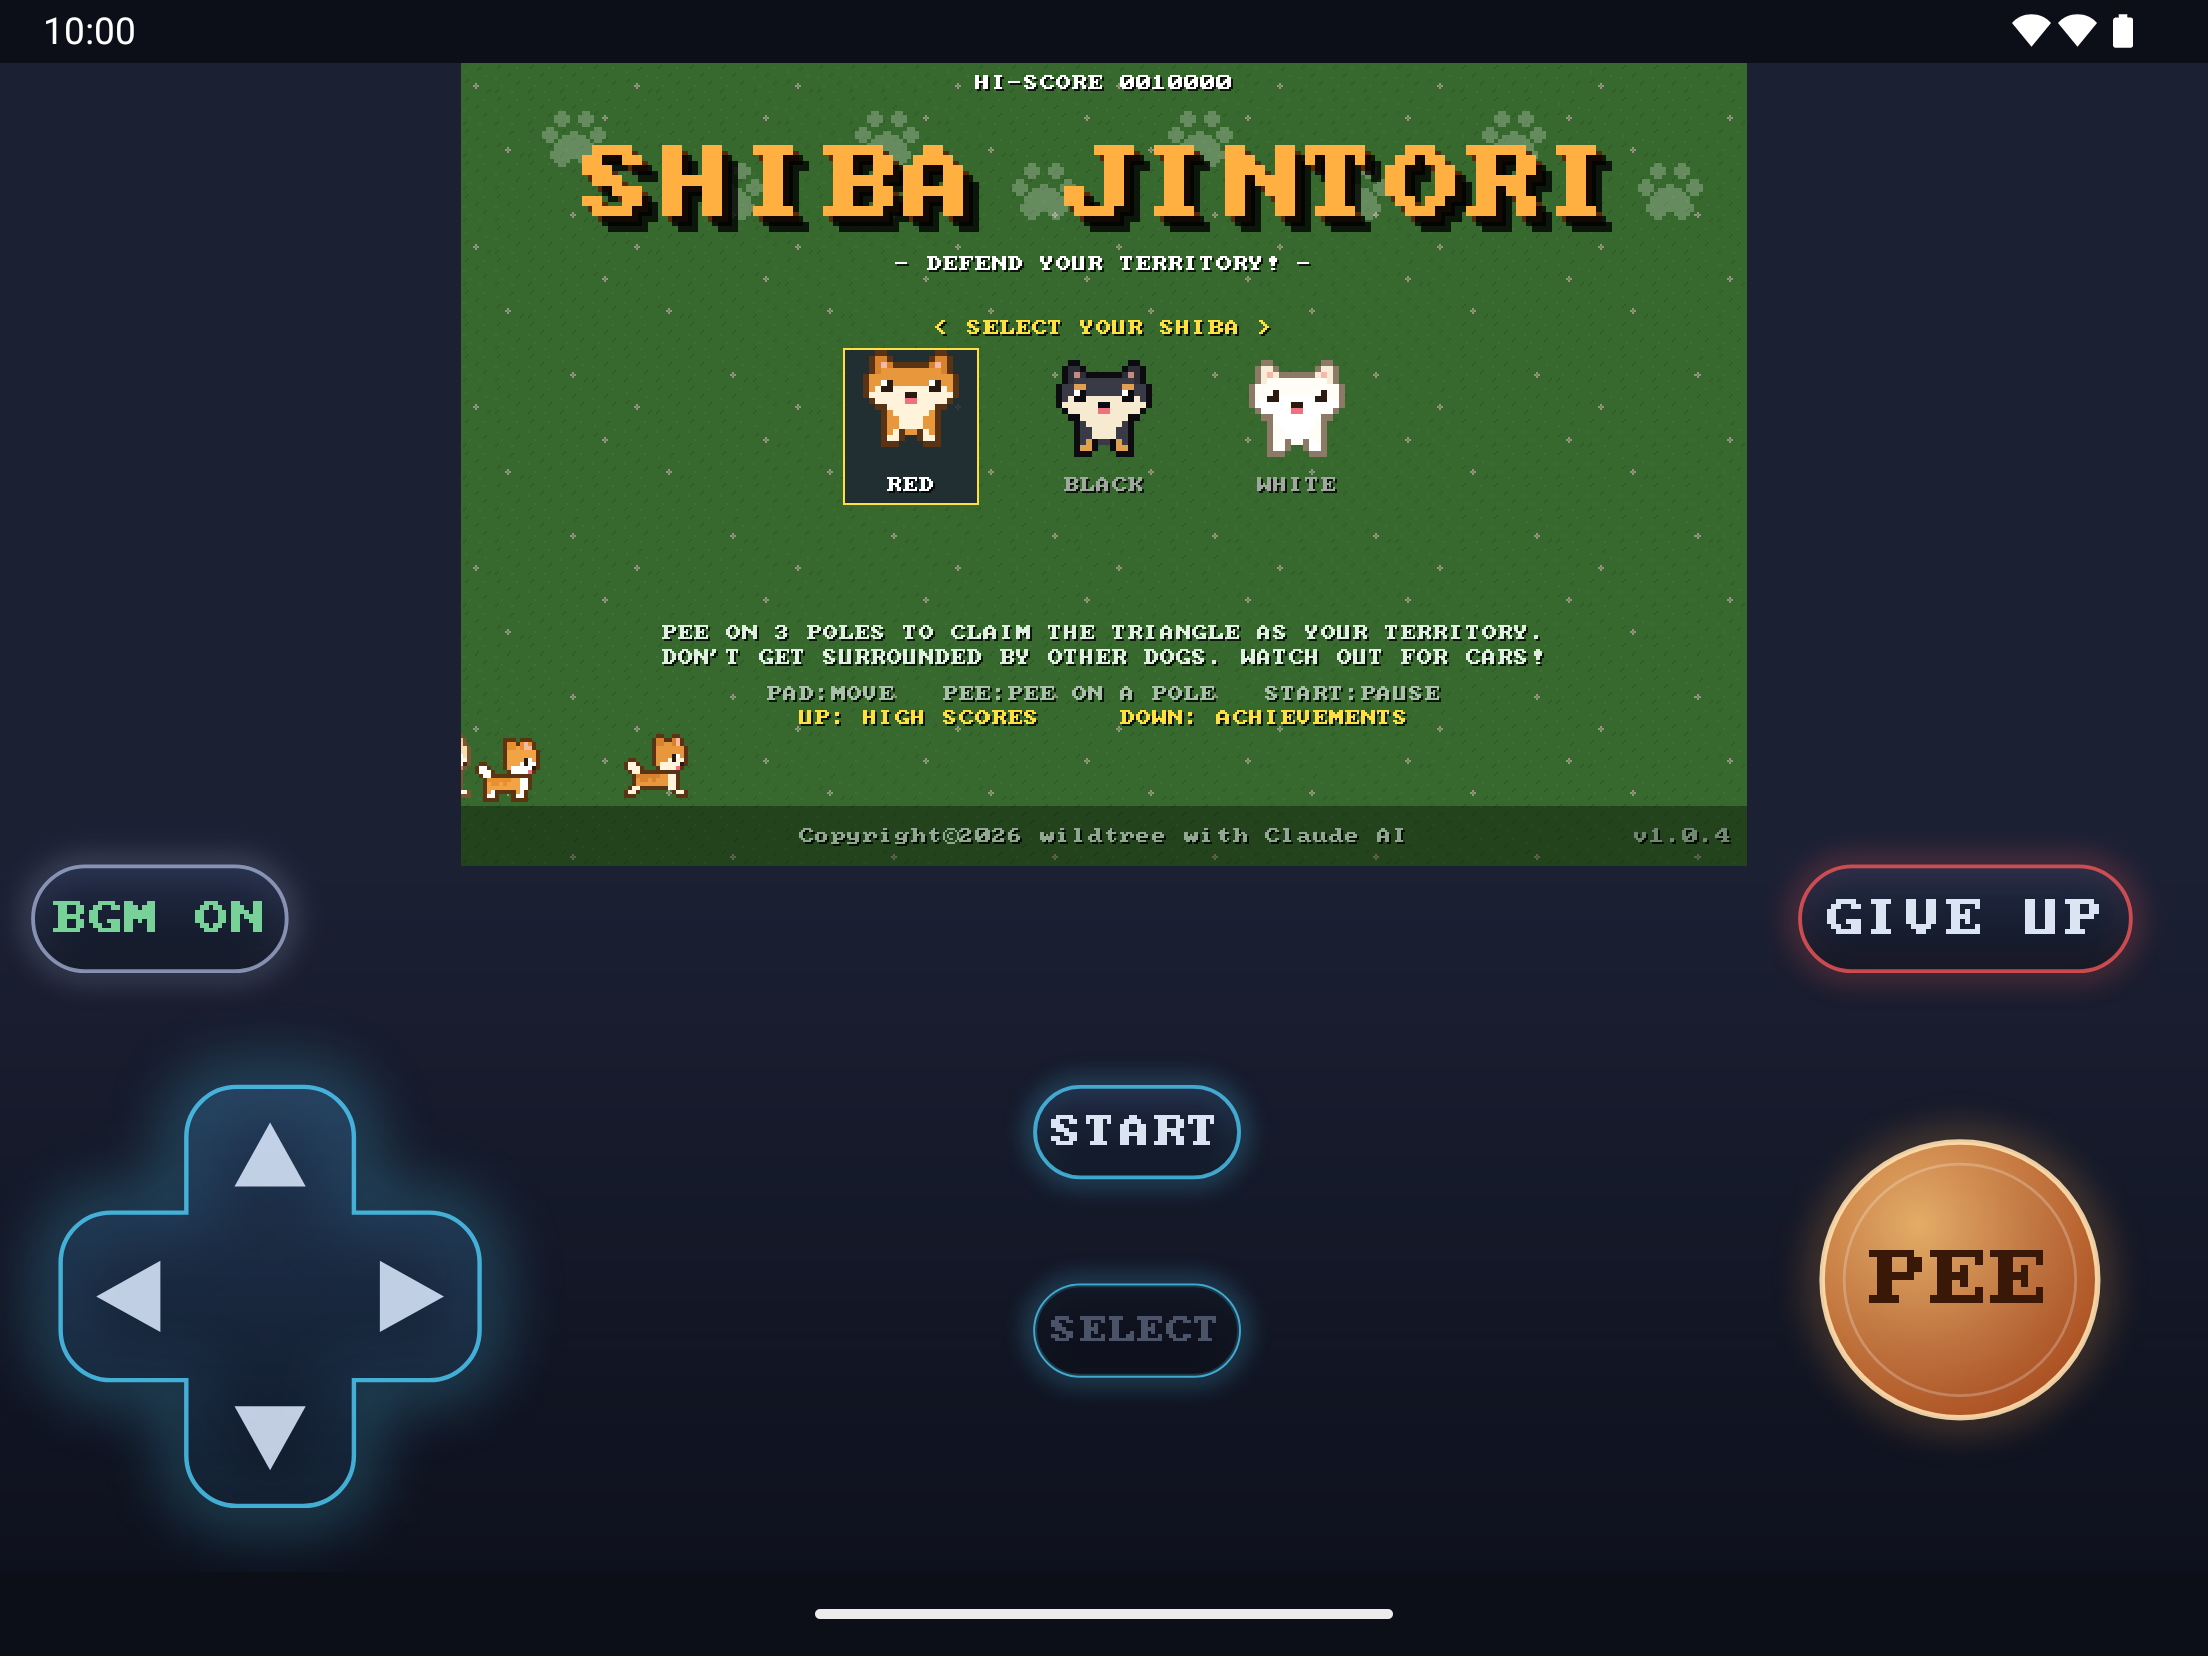 10:00
HI-SCORE 0010000
SHIBA JINTORI
- DEFEND YOUR TERRITORY! -
< SELECT YOUR SHIBA >
RED BLACK WHITE
PEE ON 3 POLES TO CLAIM THE TRIANGLE AS YOUR TERRITORY.
DON'T GET SURROUNDED BY OTHER DOGS. WATCH OUT FOR CARS!
PAD:MOVE PEE:PEE ON A POLE START:PAUSE
UP: HIGH SCORES DOWN: ACHIEVEMENTS
Copyright©2026 wildtree with Claude AI v1.0.4
BGM ON
GIVE UP
START
SELECT
PEE